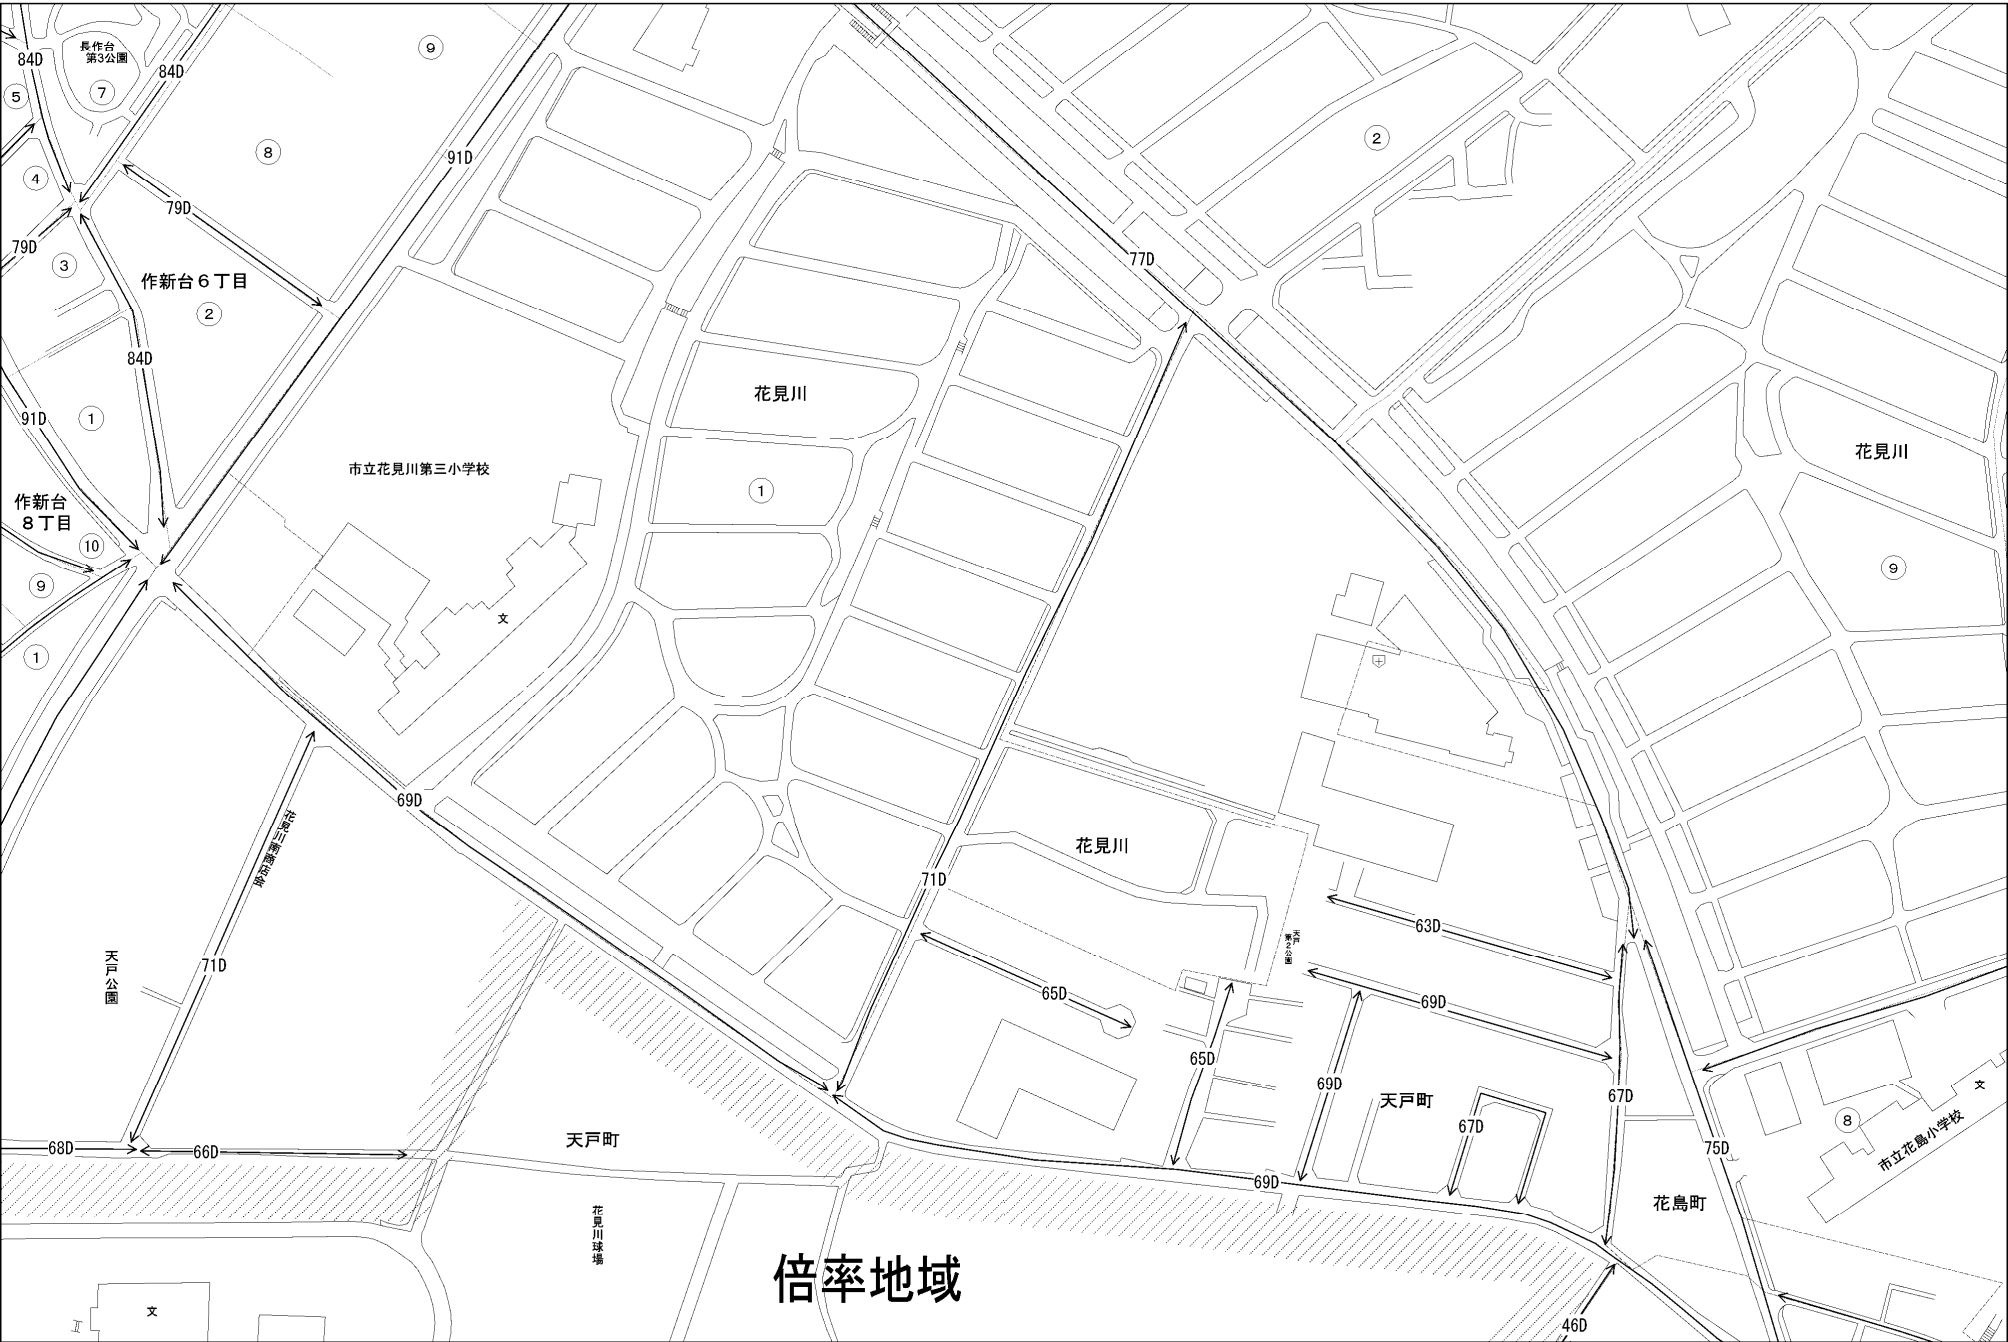 長作台
第3公園
84D
84D
⑨
⑤
⑦
②
91D
⑧
④
79D
79D
③
77D
作新台６丁目
②
84D
花見川
91D
①
花見川
市立花見川第三小学校
①
作新台
８丁目
⑩
⑨
⑨
文
①
69D
花見川南商店会
花見川
71D
63D
天戸
第2公園
天戸公園
71D
65D
69D
65D
69D
天戸町
67D
文
市立花島小学校
⑧
67D
天戸町
68D
66D
75D
69D
花島町
花見川球場
倍率地域
文
46D